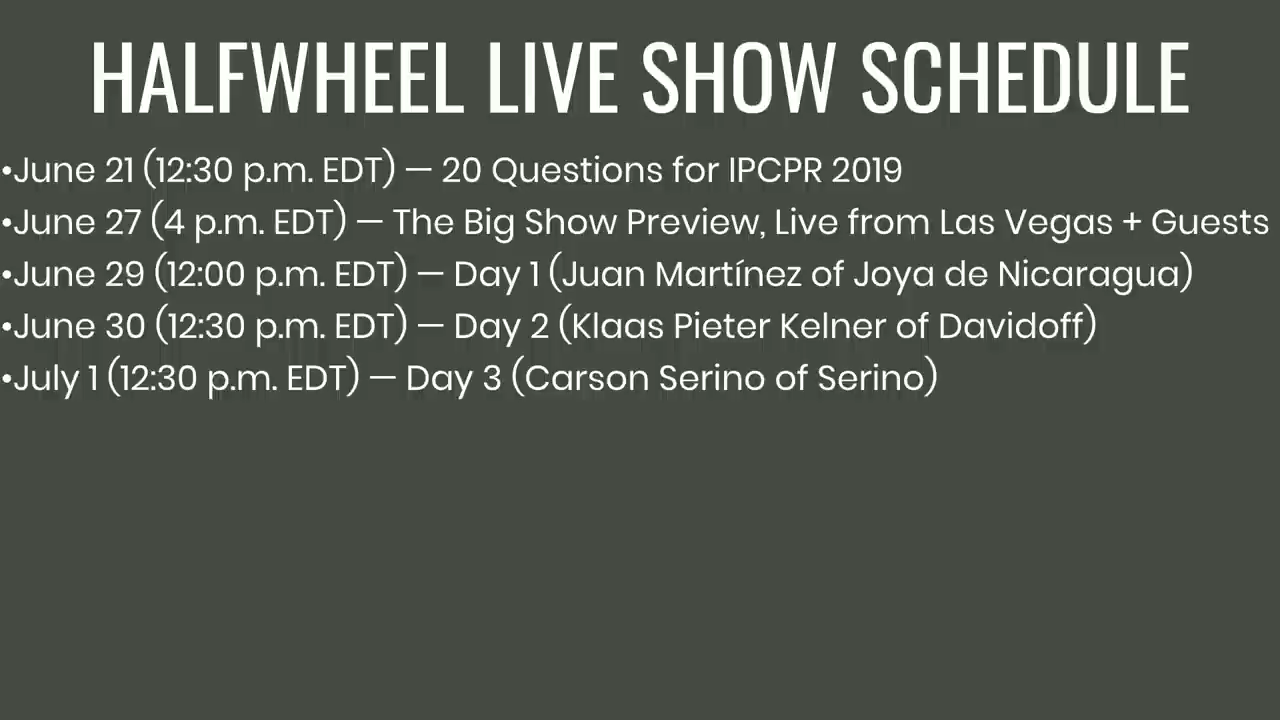 HALFWHEEL LIVE SHOW SCHEDULE
•June 21 (12:30 p.m. EDT) — 20 Questions for IPCPR 2019
•June 27 (4 p.m. EDT) — The Big Show Preview, Live from Las Vegas + Guests
•June 29 (12:00 p.m. EDT) — Day 1 (Juan Martínez of Joya de Nicaragua)
•June 30 (12:30 p.m. EDT) — Day 2 (Klaas Pieter Kelner of Davidoff)
•July 1 (12:30 p.m. EDT) — Day 3 (Carson Serino of Serino)